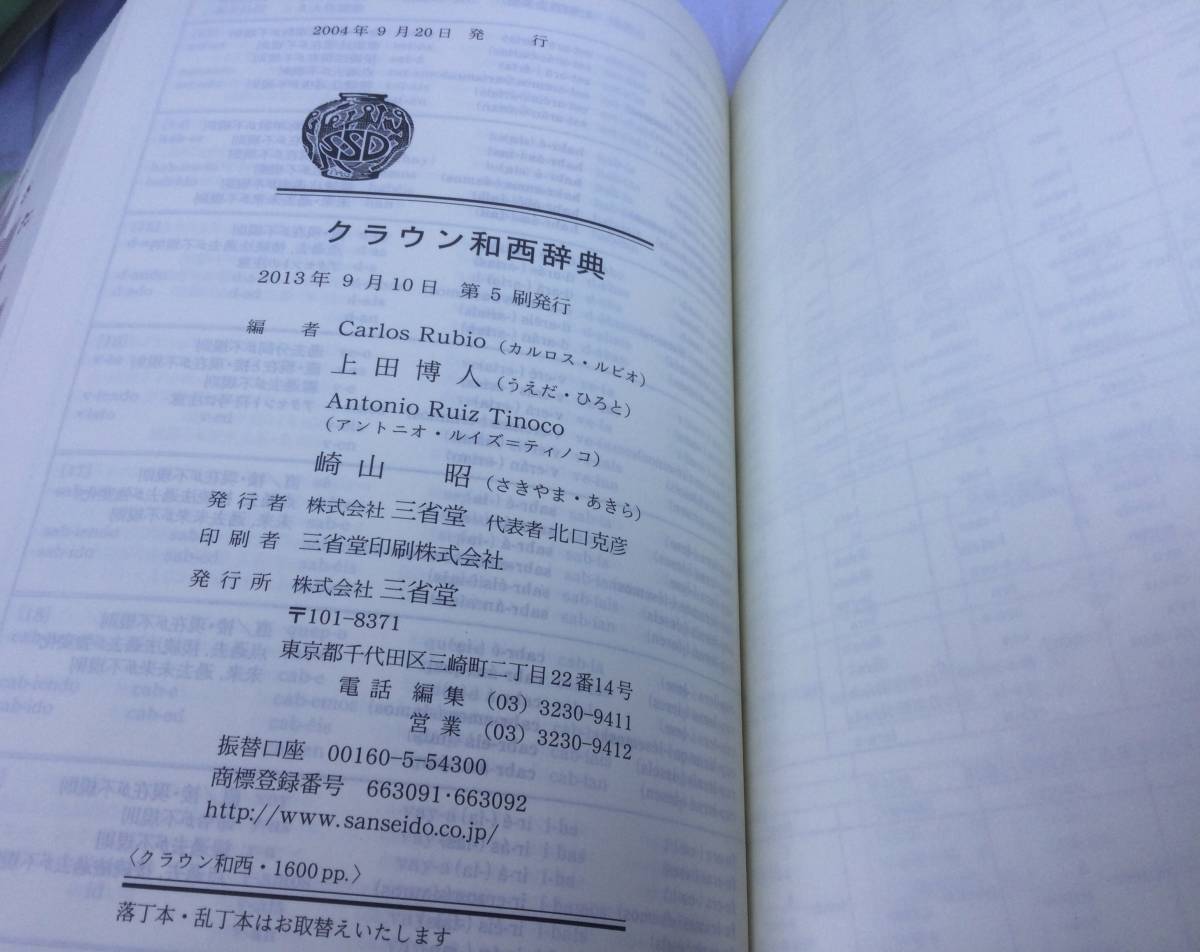 2004年9月20日 発 行
SSD
クラウン和西辞典
2013年 9 月10日 第 5 刷発行
編 者 Carlos Rubio (カルロス・ルビオ)
上 田 博 人 (うえだ・ひろと)
Antonio Ruiz Tinoco
(アントニオ・ルイズ=ティノコ)
崎 山 昭 (さきやま・あきら)
発 行 者 株式会社 三省堂 代表者 北口克彦
印 刷 者 三省堂印刷株式会社
発 行 所 株式会社 三省堂
〒101-8371
東京都千代田区三崎町二丁目22番14号
電 話 編 集 (03) 3230-9411
営 業 (03) 3230-9412
振替口座 00160-5-54300
商標登録番号 663091・663092
http://www.sanseido.co.jp/
〈クラウン和西・1600 pp.〉
落丁本・乱丁本はお取替えいたします